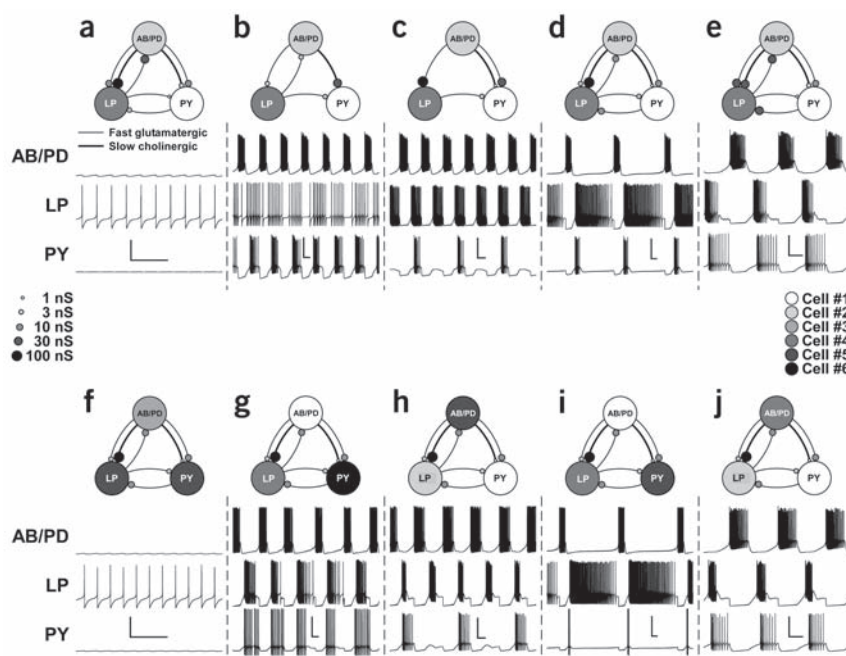 a b c d e
AB/PD AB/PD AB/PD AB/PD AB/PD
LP PY LP PY LP PY LP PY LP PY
Fast glutamatergic
Slow cholinergic
AB/PD
LP
PY
1 nS
3 nS
10 nS
30 nS
100 nS
Cell #1
Cell #2
Cell #3
Cell #4
Cell #5
Cell #6
f g h i j
AB/PD AB/PD AB/PD AB/PD AB/PD
LP PY LP PY LP PY LP PY LP PY
AB/PD
LP
PY